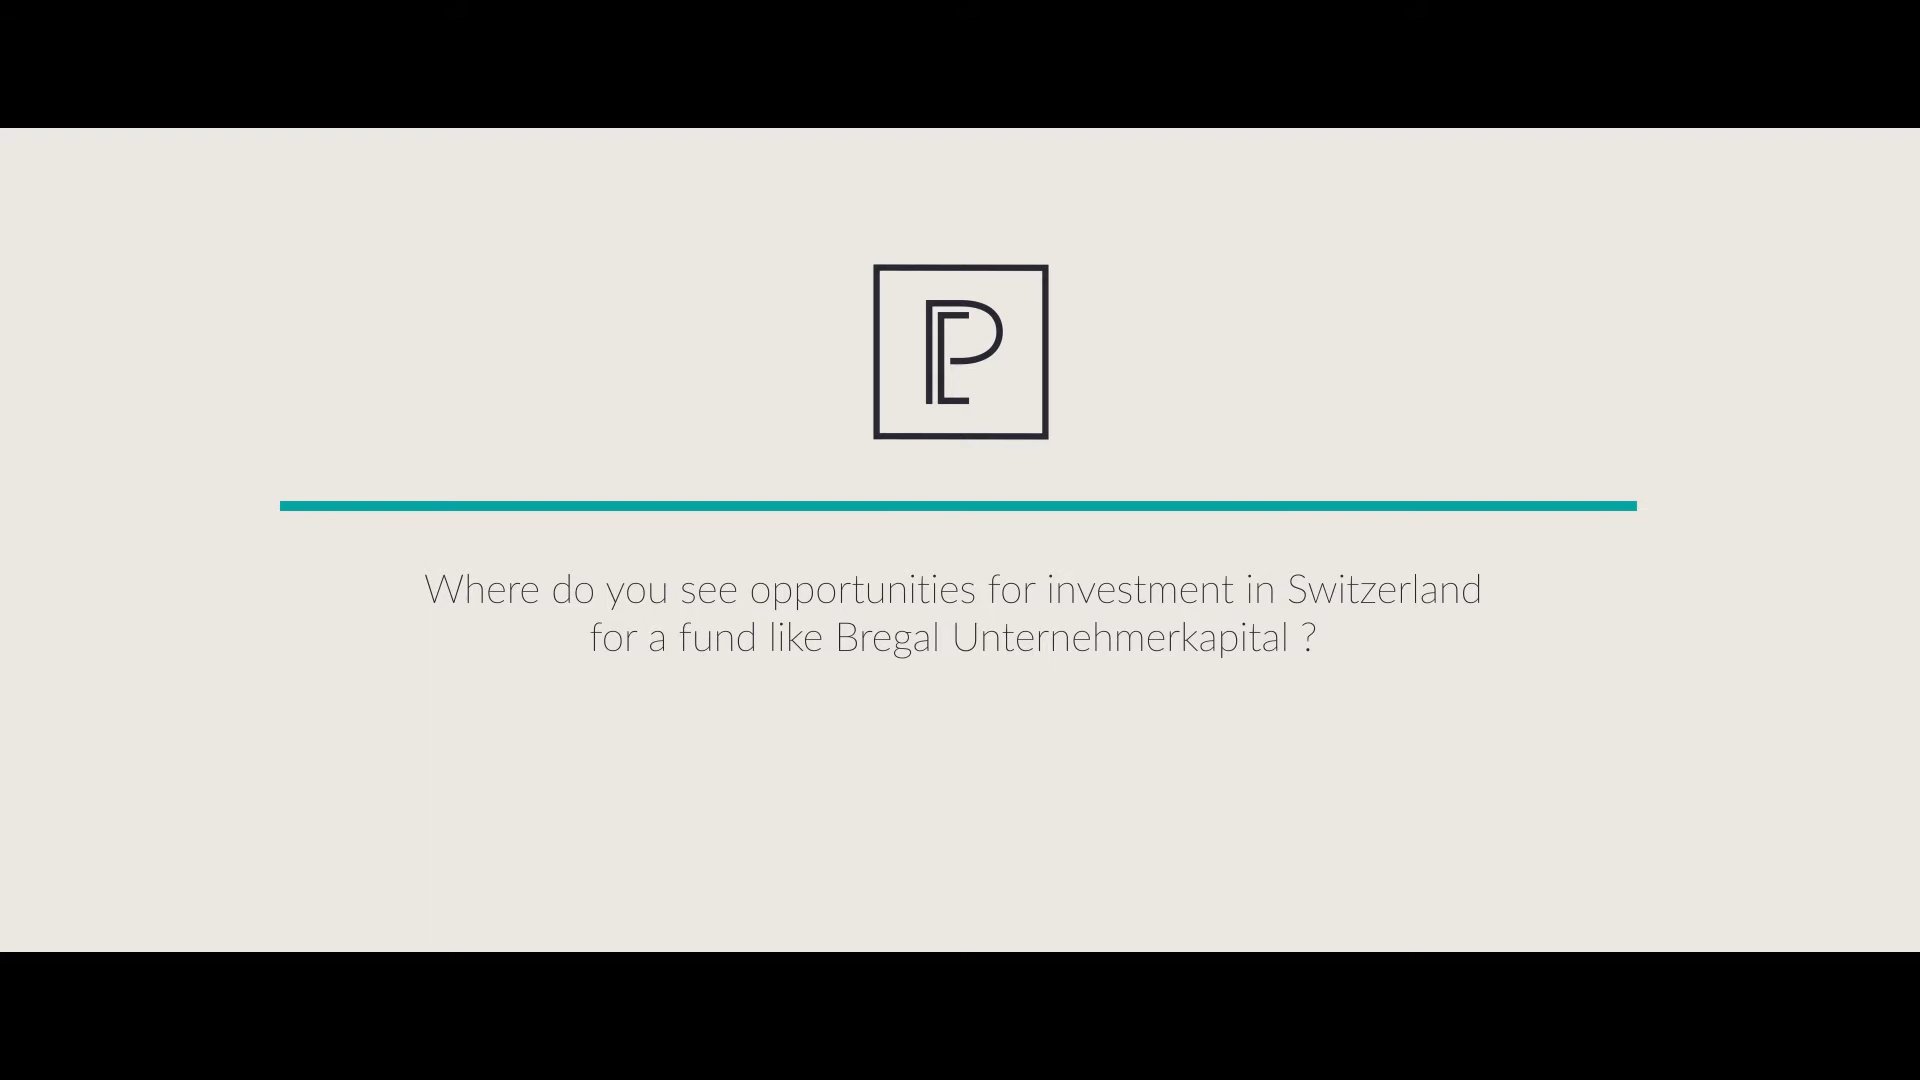 Where do you see opportunities for investment in Switzerland
for a fund like Bregal Unternehmerkapital ?